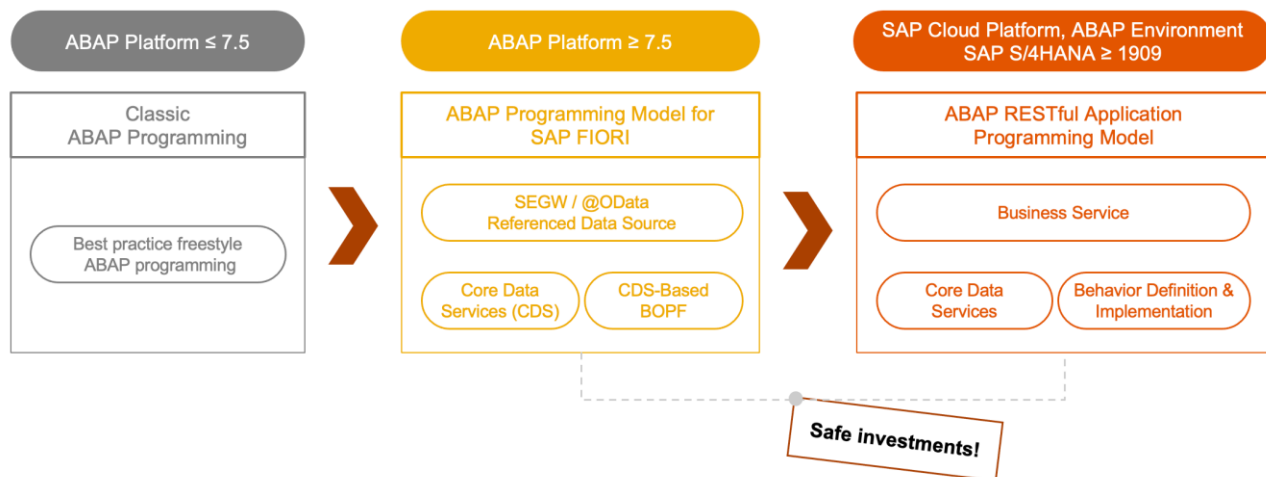 ABAP Platform ≤ 7.5
ABAP Platform ≥ 7.5
SAP Cloud Platform, ABAP Environment
SAP S/4HANA ≥ 1909
Classic
ABAP Programming
ABAP Programming Model for
SAP FIORI
ABAP RESTful Application
Programming Model
Best practice freestyle
ABAP programming
SEGW / @OData
Referenced Data Source
Core Data
Services (CDS)
CDS-Based
BOPF
Business Service
Core Data
Services
Behavior Definition &
Implementation
Safe investments!